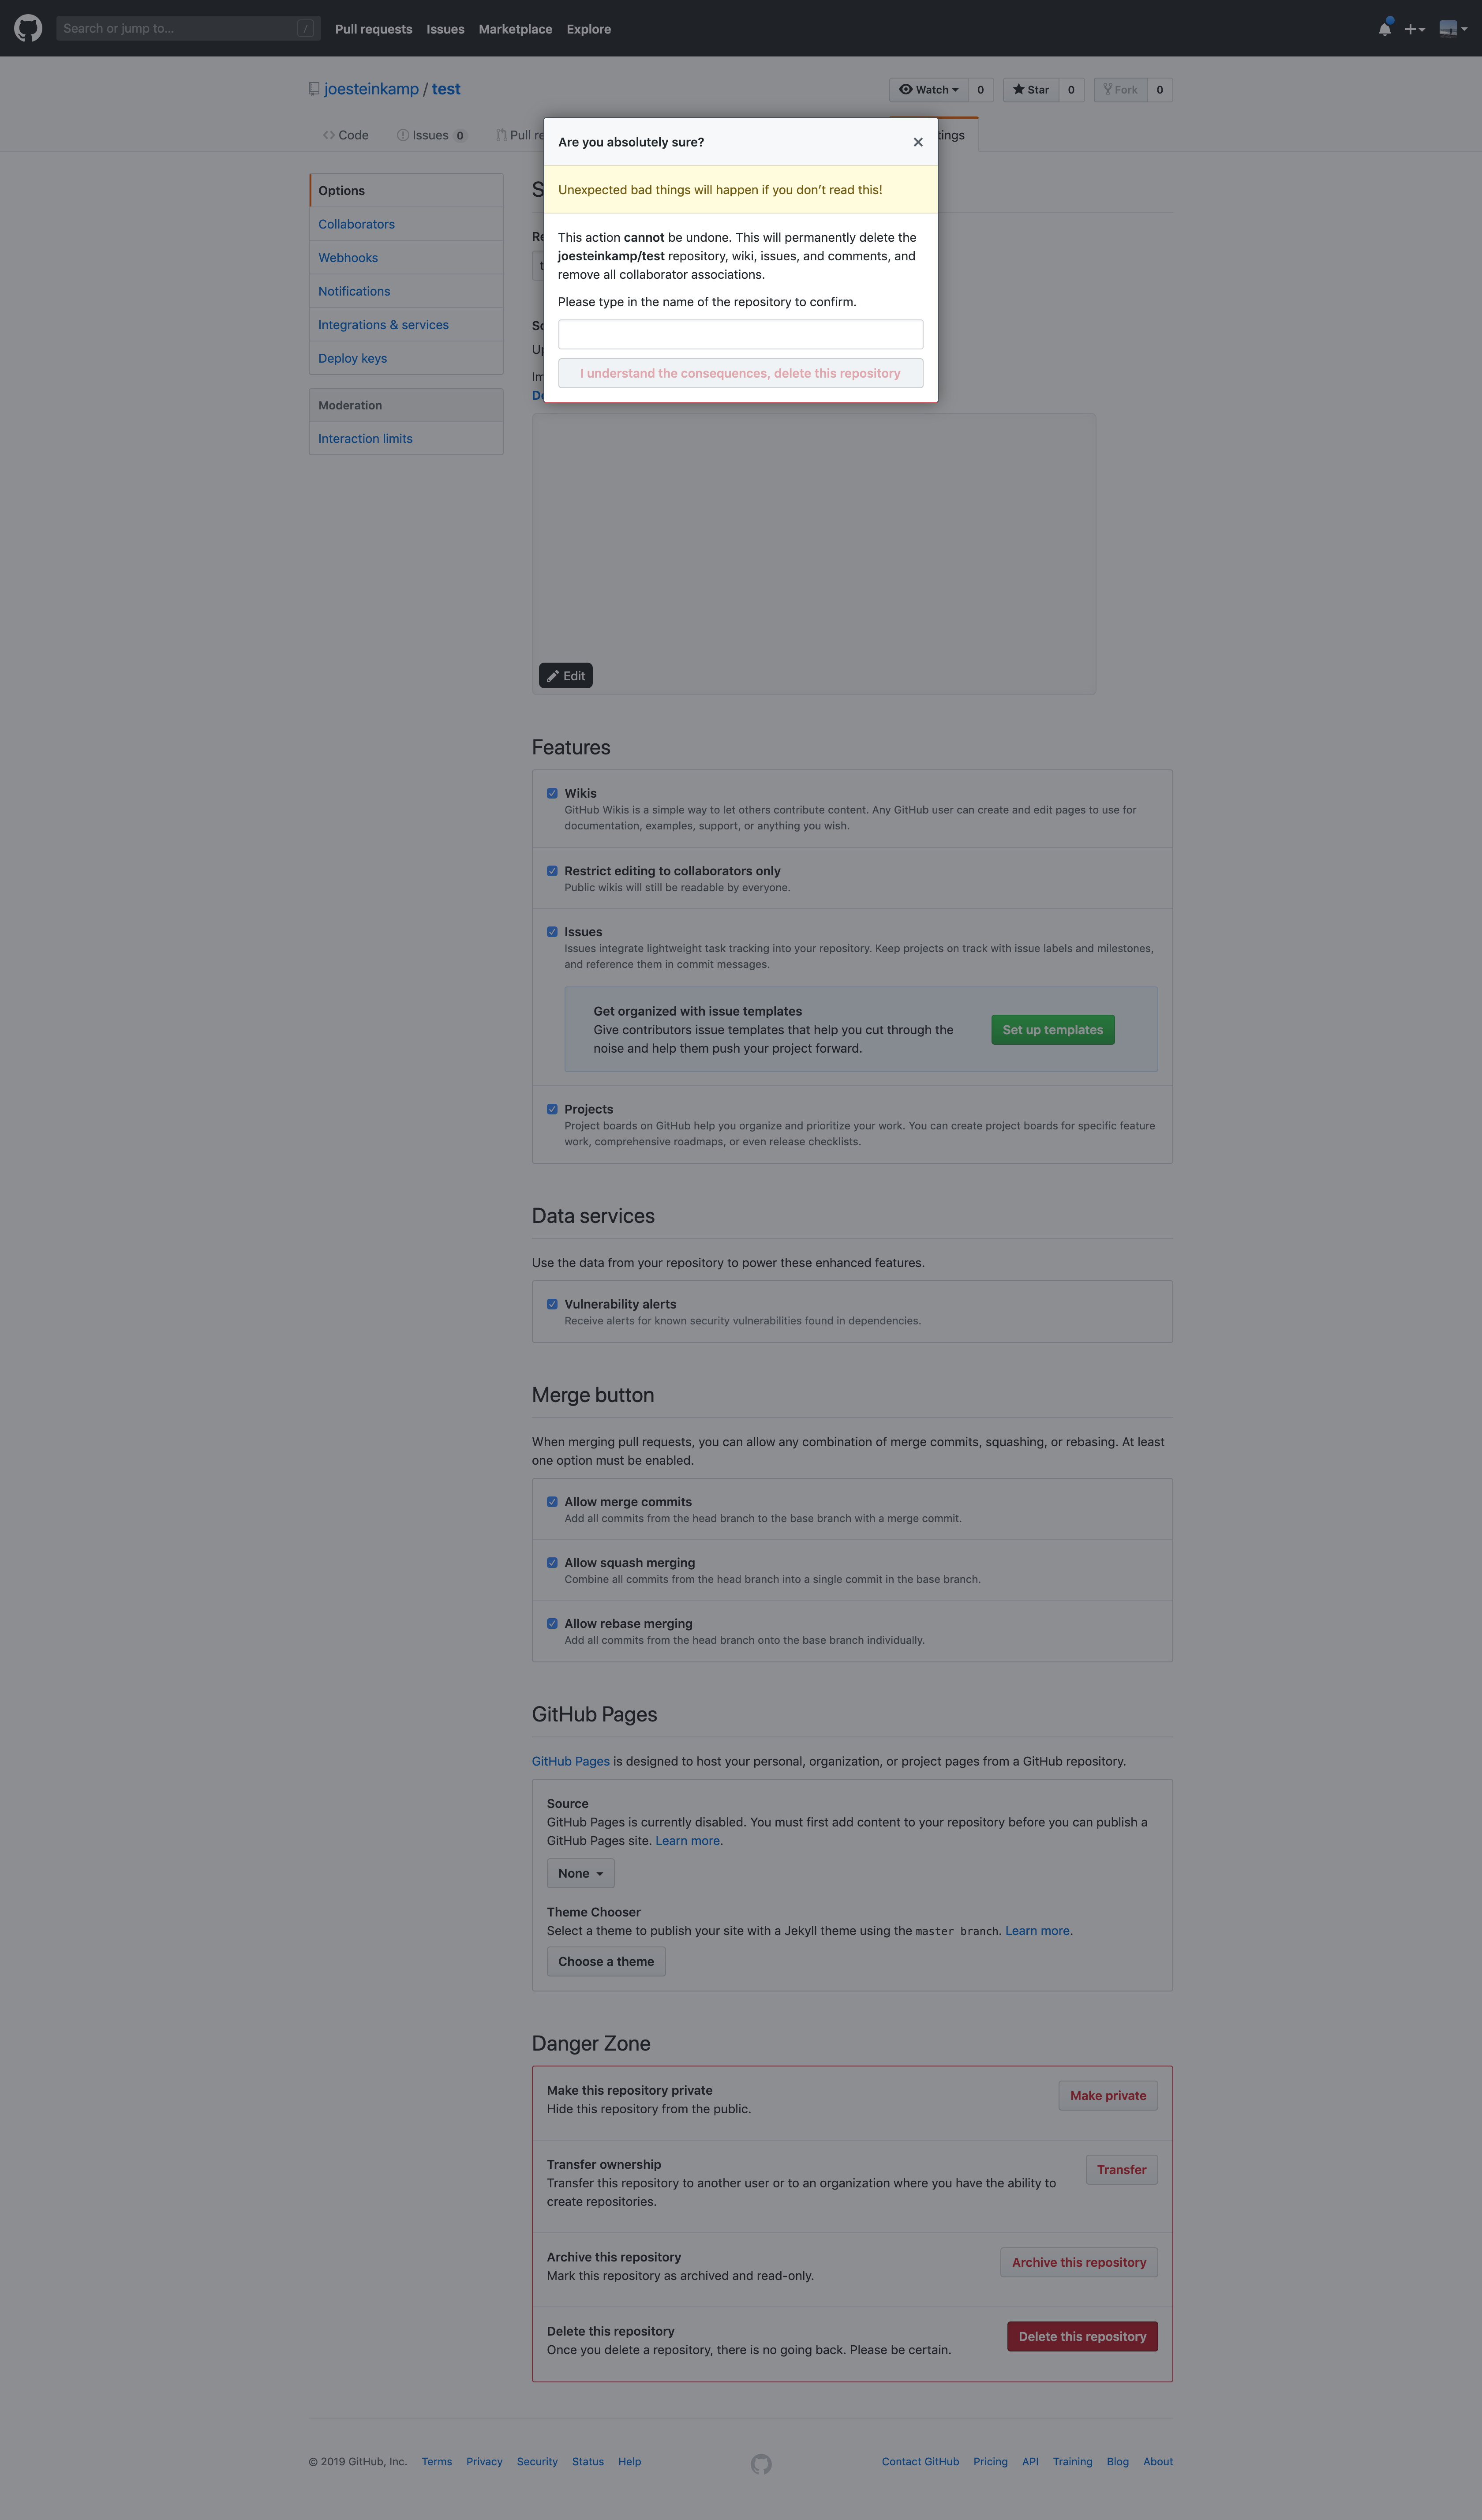 Search or jump to...
/
Pull requests
Issues
Marketplace
Explore
joesteinkamp / test
Watch
0
Star
0
Fork
0
Code
Issues 0
Are you absolutely sure?
Unexpected bad things will happen if you don’t read this!
This action cannot be undone. This will permanently delete the
joesteinkamp/test repository, wiki, issues, and comments, and
remove all collaborator associations.
Please type in the name of the repository to confirm.
I understand the consequences, delete this repository
Options
Collaborators
Webhooks
Notifications
Integrations & services
Deploy keys
Moderation
Interaction limits
Edit
Features
Wikis
GitHub Wikis is a simple way to let others contribute content. Any GitHub user can create and edit pages to use for
documentation, examples, support, or anything you wish.
Restrict editing to collaborators only
Public wikis will still be readable by everyone.
Issues
Issues integrate lightweight task tracking into your repository. Keep projects on track with issue labels and milestones,
and reference them in commit messages.
Get organized with issue templates
Give contributors issue templates that help you cut through the
noise and help them push your project forward.
Set up templates
Projects
Project boards on GitHub help you organize and prioritize your work. You can create project boards for specific feature
work, comprehensive roadmaps, or even release checklists.
Data services
Use the data from your repository to power these enhanced features.
Vulnerability alerts
Receive alerts for known security vulnerabilities found in dependencies.
Merge button
When merging pull requests, you can allow any combination of merge commits, squashing, or rebasing. At least
one option must be enabled.
Allow merge commits
Add all commits from the head branch to the base branch with a merge commit.
Allow squash merging
Combine all commits from the head branch into a single commit in the base branch.
Allow rebase merging
Add all commits from the head branch onto the base branch individually.
GitHub Pages
GitHub Pages is designed to host your personal, organization, or project pages from a GitHub repository.
Source
GitHub Pages is currently disabled. You must first add content to your repository before you can publish a
GitHub Pages site. Learn more.
None
Theme Chooser
Select a theme to publish your site with a Jekyll theme using the master branch. Learn more.
Choose a theme
Danger Zone
Make this repository private
Hide this repository from the public.
Make private
Transfer ownership
Transfer this repository to another user or to an organization where you have the ability to
create repositories.
Transfer
Archive this repository
Mark this repository as archived and read-only.
Archive this repository
Delete this repository
Once you delete a repository, there is no going back. Please be certain.
Delete this repository
© 2019 GitHub, Inc.
Terms
Privacy
Security
Status
Help
Contact GitHub
Pricing
API
Training
Blog
About